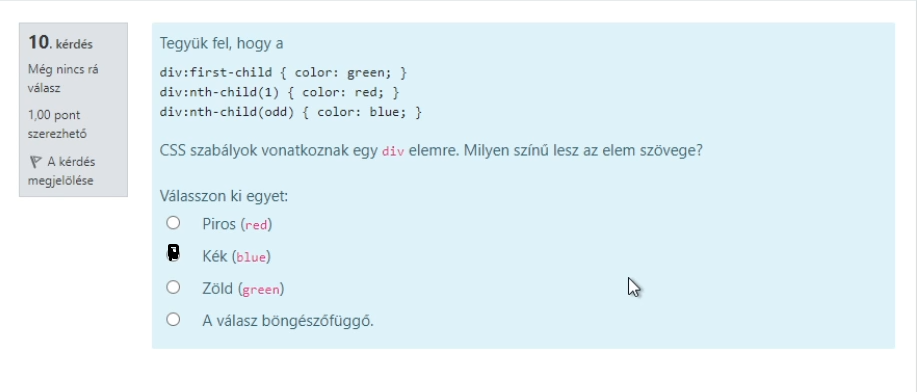 10. kérdés
Még nincs rá
válasz
1,00 pont
szerezhető
A kérdés
megjelölése
Tegyük fel, hogy a
div:first-child { color: green; }
div:nth-child(1) { color: red; }
div:nth-child(odd) { color: blue; }
CSS szabályok vonatkoznak egy div elemre. Milyen színű lesz az elem szövege?
Válasszon ki egyet:
Piros (red)
Kék (blue)
Zöld (green)
A válasz böngészőfüggő.